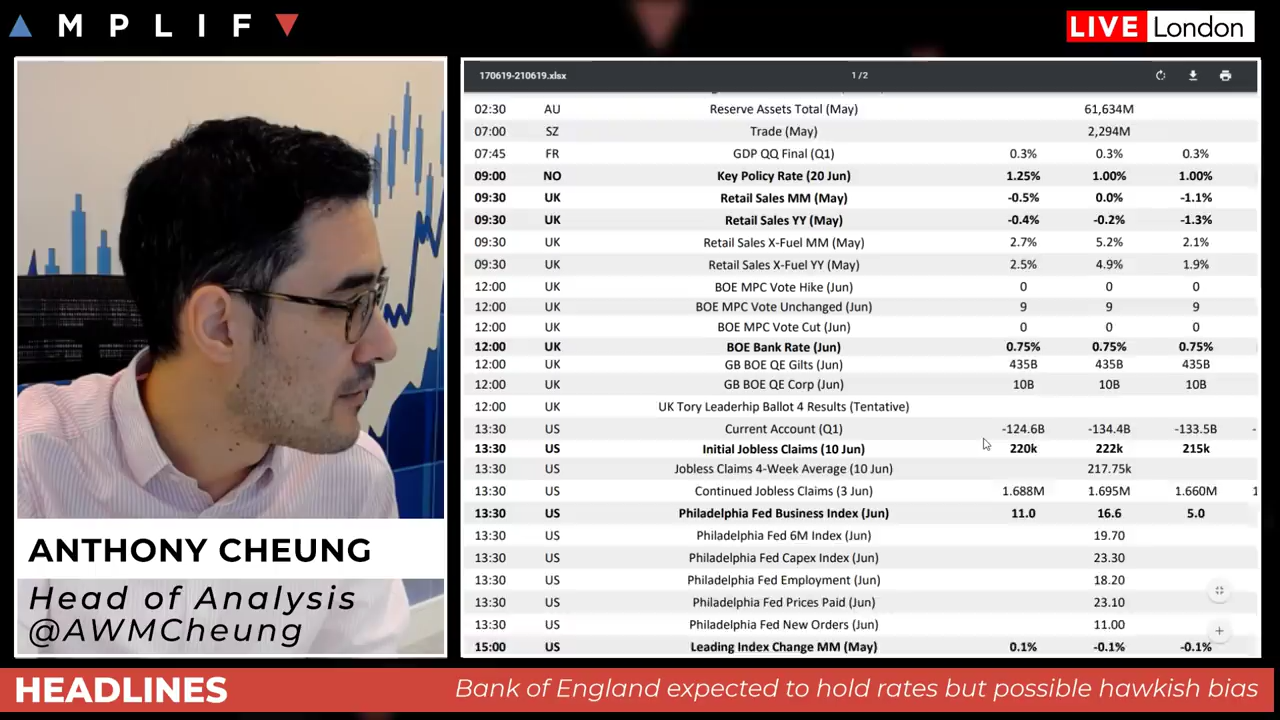 MPLIF
LIVE London
170619-210619.xlsx 1 / 2
02:30 AU Reserve Assets Total (May) 61,634M
07:00 SZ Trade (May) 2,294M
07:45 FR GDP QQ Final (Q1) 0.3% 0.3% 0.3%
09:00 NO Key Policy Rate (20 Jun) 1.25% 1.00% 1.00%
09:30 UK Retail Sales MM (May) -0.5% 0.0% -1.1%
09:30 UK Retail Sales YY (May) -0.4% -0.2% -1.3%
09:30 UK Retail Sales X-Fuel MM (May) 2.7% 5.2% 2.1%
09:30 UK Retail Sales X-Fuel YY (May) 2.5% 4.9% 1.9%
12:00 UK BOE MPC Vote Hike (Jun) 0 0 0
12:00 UK BOE MPC Vote Unchanged (Jun) 9 9 9
12:00 UK BOE MPC Vote Cut (Jun) 0 0 0
12:00 UK BOE Bank Rate (Jun) 0.75% 0.75% 0.75%
12:00 UK GB BOE QE Gilts (Jun) 435B 435B 435B
12:00 UK GB BOE QE Corp (Jun) 10B 10B 10B
12:00 UK UK Tory Leaderhip Ballot 4 Results (Tentative)
13:30 US Current Account (Q1) -124.6B -134.4B -133.5B -
13:30 US Initial Jobless Claims (10 Jun) 220k 222k 215k
13:30 US Jobless Claims 4-Week Average (10 Jun) 217.75k
13:30 US Continued Jobless Claims (3 Jun) 1.688M 1.695M 1.660M 1
13:30 US Philadelphia Fed Business Index (Jun) 11.0 16.6 5.0
13:30 US Philadelphia Fed 6M Index (Jun) 19.70
13:30 US Philadelphia Fed Capex Index (Jun) 23.30
13:30 US Philadelphia Fed Employment (Jun) 18.20
13:30 US Philadelphia Fed Prices Paid (Jun) 23.10
13:30 US Philadelphia Fed New Orders (Jun) 11.00
15:00 US Leading Index Change MM (May) 0.1% -0.1% -0.1%
ANTHONY CHEUNG
Head of Analysis
@AWMCheung
HEADLINES Bank of England expected to hold rates but possible hawkish bias